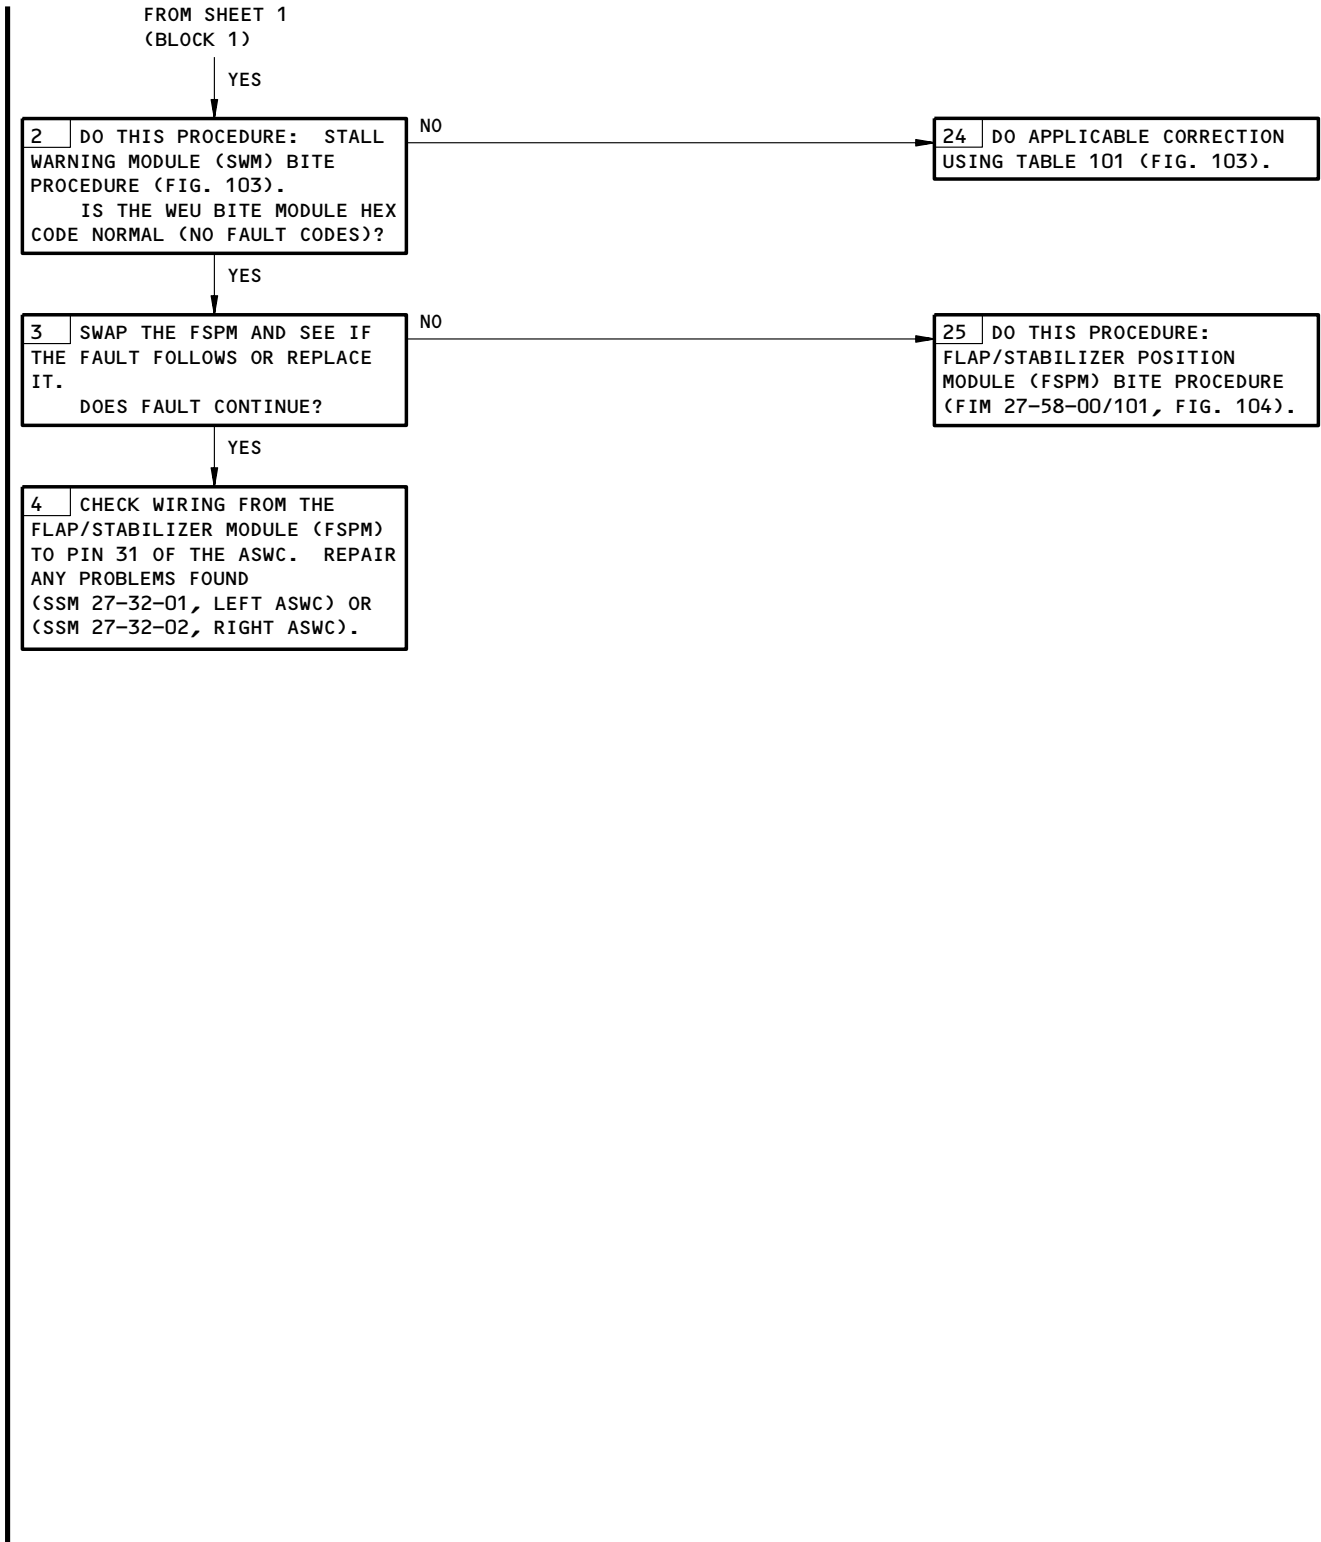 FROM SHEET 1
(BLOCK 1)
YES
2 DO THIS PROCEDURE: STALL
WARNING MODULE (SWM) BITE
PROCEDURE (FIG. 103).
IS THE WEU BITE MODULE HEX
CODE NORMAL (NO FAULT CODES)?
NO
24 DO APPLICABLE CORRECTION
USING TABLE 101 (FIG. 103).
YES
3 SWAP THE FSPM AND SEE IF
THE FAULT FOLLOWS OR REPLACE
IT.
DOES FAULT CONTINUE?
NO
25 DO THIS PROCEDURE:
FLAP/STABILIZER POSITION
MODULE (FSPM) BITE PROCEDURE
(FIM 27-58-00/101, FIG. 104).
YES
4 CHECK WIRING FROM THE
FLAP/STABILIZER MODULE (FSPM)
TO PIN 31 OF THE ASWC. REPAIR
ANY PROBLEMS FOUND
(SSM 27-32-01, LEFT ASWC) OR
(SSM 27-32-02, RIGHT ASWC).